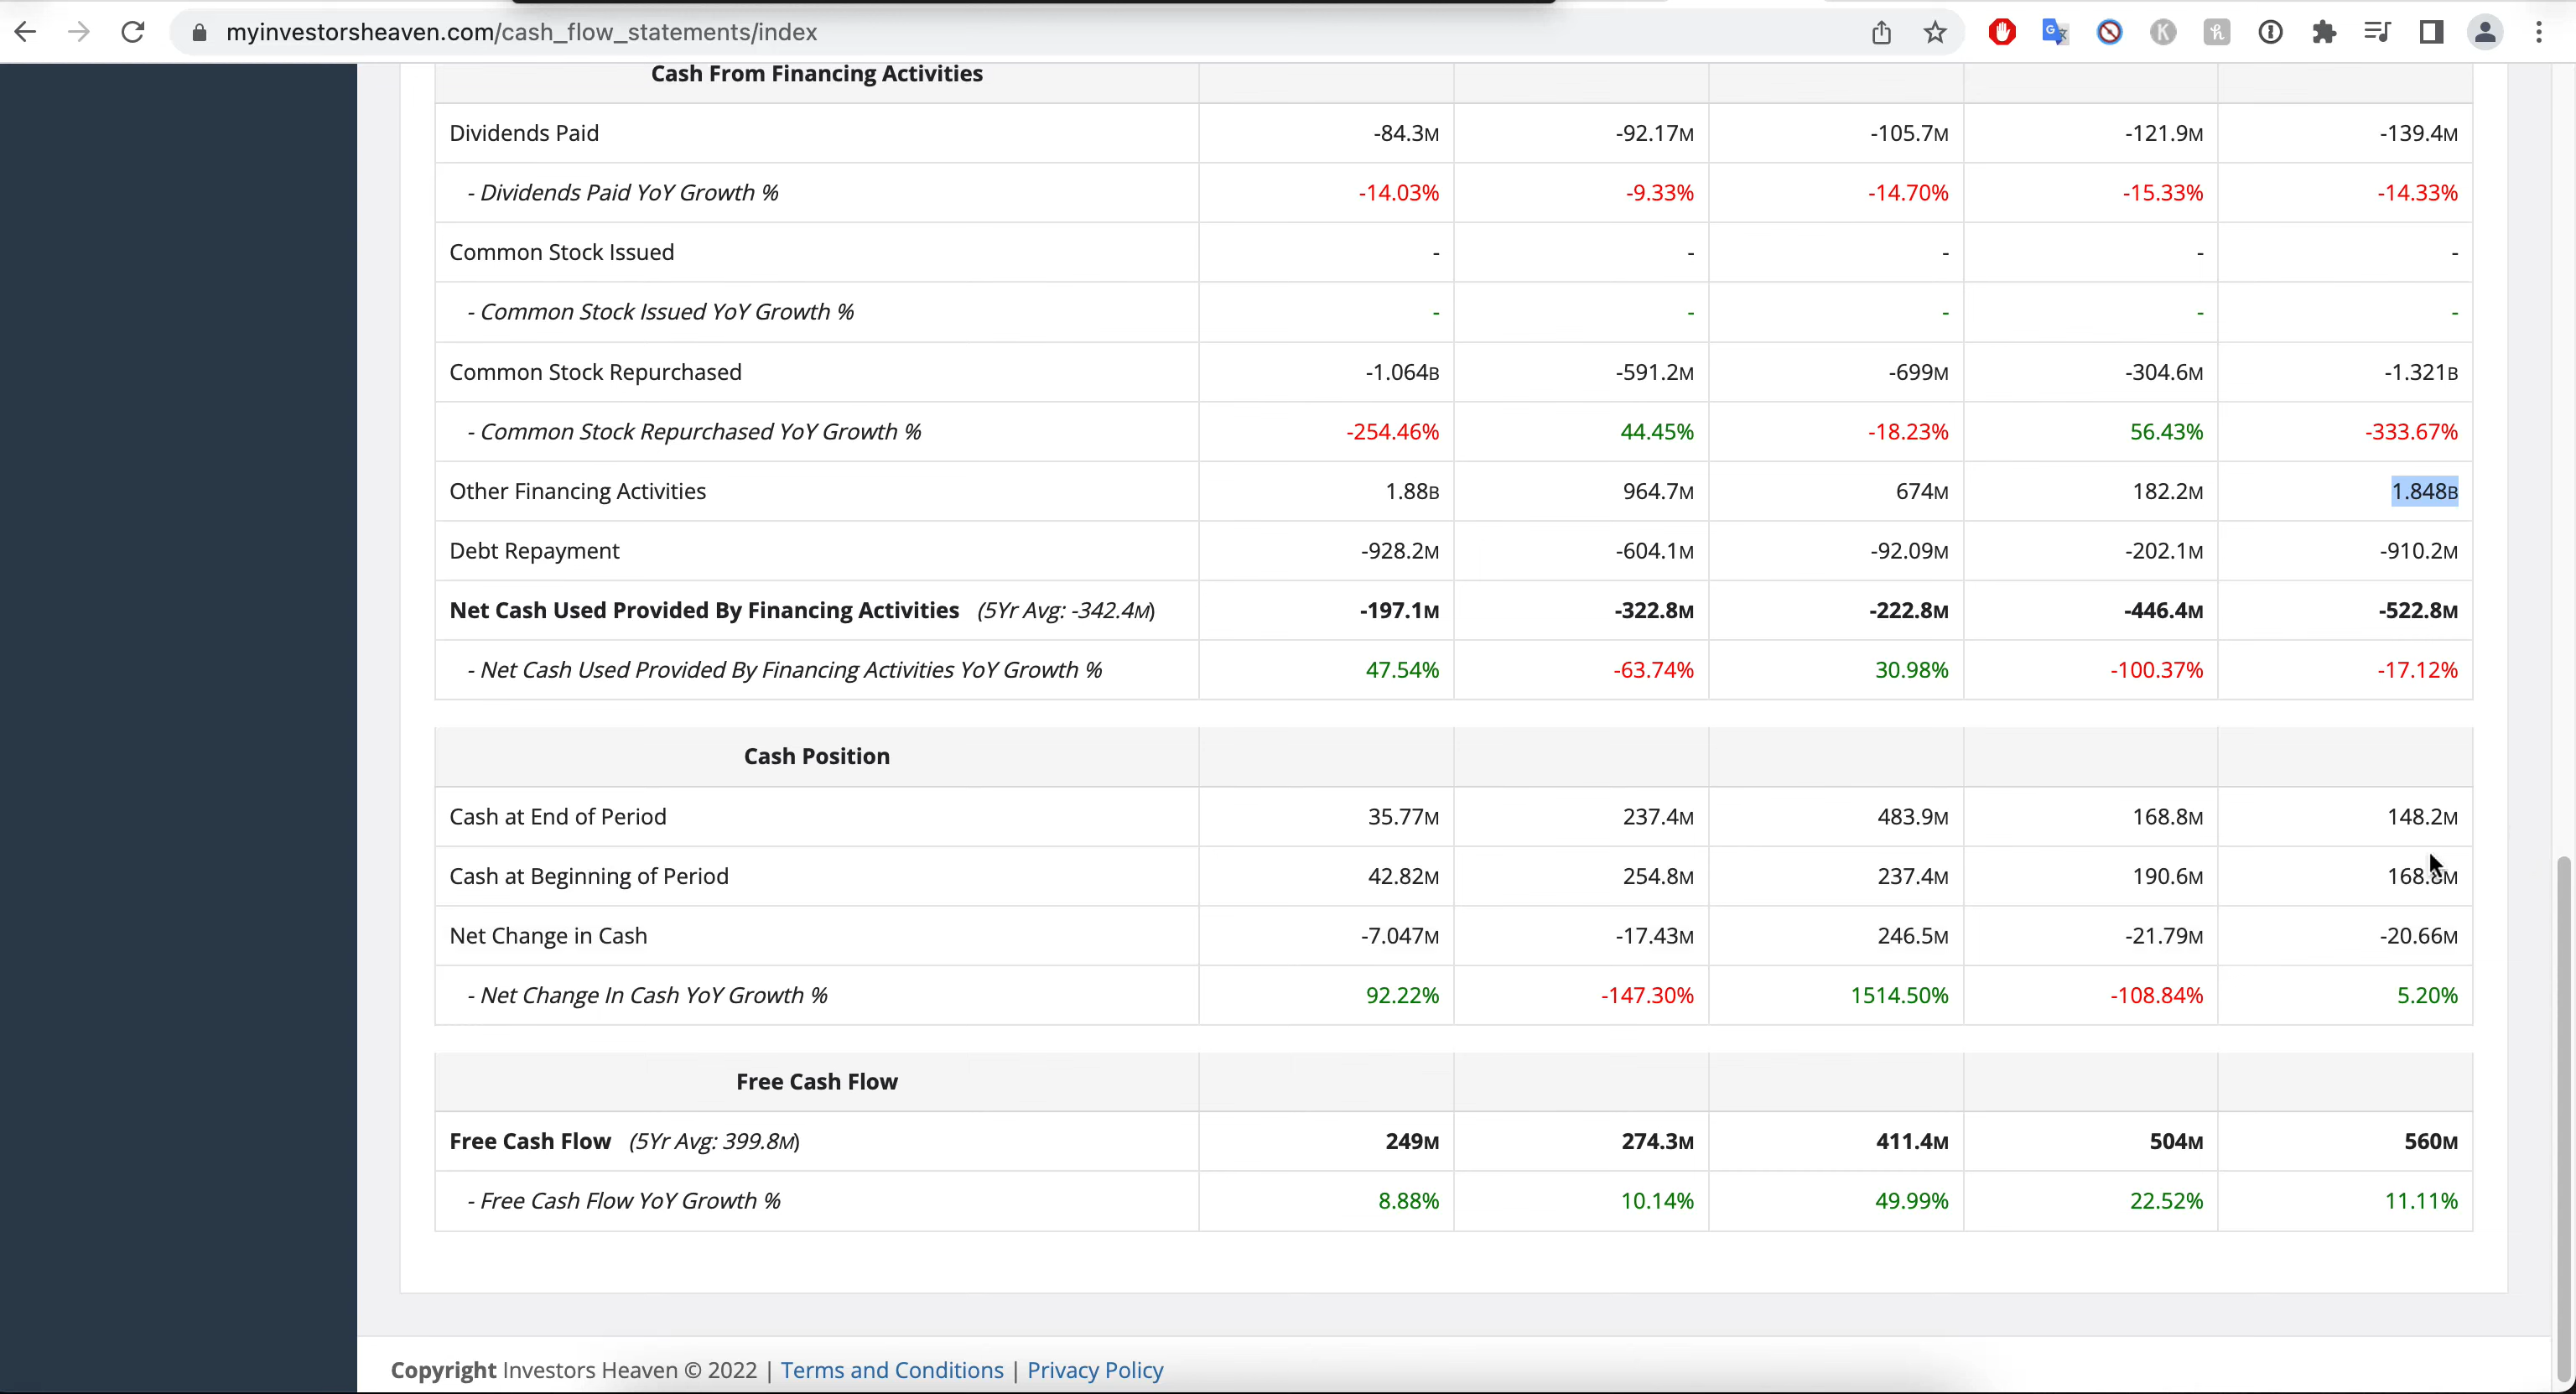 myinvestorsheaven.com/cash_flow_statements/index
Cash From Financing Activities
Dividends Paid -84.3M -92.17M -105.7M -121.9M -139.4M
- Dividends Paid YoY Growth % -14.03% -9.33% -14.70% -15.33% -14.33%
Common Stock Issued - - - - -
- Common Stock Issued YoY Growth % - - - - -
Common Stock Repurchased -1.064B -591.2M -699M -304.6M -1.321B
- Common Stock Repurchased YoY Growth % -254.46% 44.45% -18.23% 56.43% -333.67%
Other Financing Activities 1.88B 964.7M 674M 182.2M 1.848B
Debt Repayment -928.2M -604.1M -92.09M -202.1M -910.2M
Net Cash Used Provided By Financing Activities (5Yr Avg: -342.4M) -197.1M -322.8M -222.8M -446.4M -522.8M
- Net Cash Used Provided By Financing Activities YoY Growth % 47.54% -63.74% 30.98% -100.37% -17.12%
Cash Position
Cash at End of Period 35.77M 237.4M 483.9M 168.8M 148.2M
Cash at Beginning of Period 42.82M 254.8M 237.4M 190.6M 168.8M
Net Change in Cash -7.047M -17.43M 246.5M -21.79M -20.66M
- Net Change In Cash YoY Growth % 92.22% -147.30% 1514.50% -108.84% 5.20%
Free Cash Flow
Free Cash Flow (5Yr Avg: 399.8M) 249M 274.3M 411.4M 504M 560M
- Free Cash Flow YoY Growth % 8.88% 10.14% 49.99% 22.52% 11.11%
Copyright Investors Heaven © 2022 | Terms and Conditions | Privacy Policy